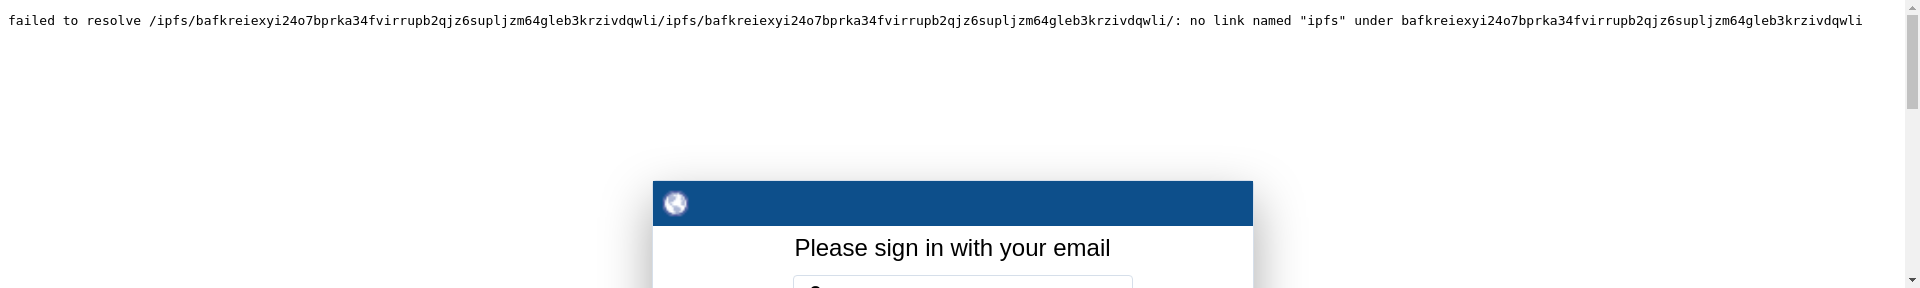 failed to resolve /ipfs/bafkreiexyi24o7bprka34fvirrupb2qjz6supljzm64gleb3krzivdqwli/ipfs/bafkreiexyi24o7bprka34fvirrupb2qjz6supljzm64gleb3krzivdqwli/: no link named "ipfs" under bafkreiexyi24o7bprka34fvirrupb2qjz6supljzm64gleb3krzivdqwli
Please sign in with your email